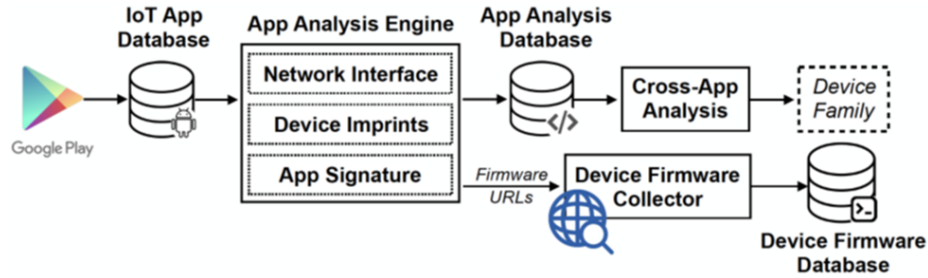 IoT App
Database
App Analysis Engine
App Analysis
Database
Network Interface
Device Imprints
App Signature
Cross-App
Analysis
Device
Family
Google Play
Firmware
URLs
Device Firmware
Collector
Device Firmware
Database